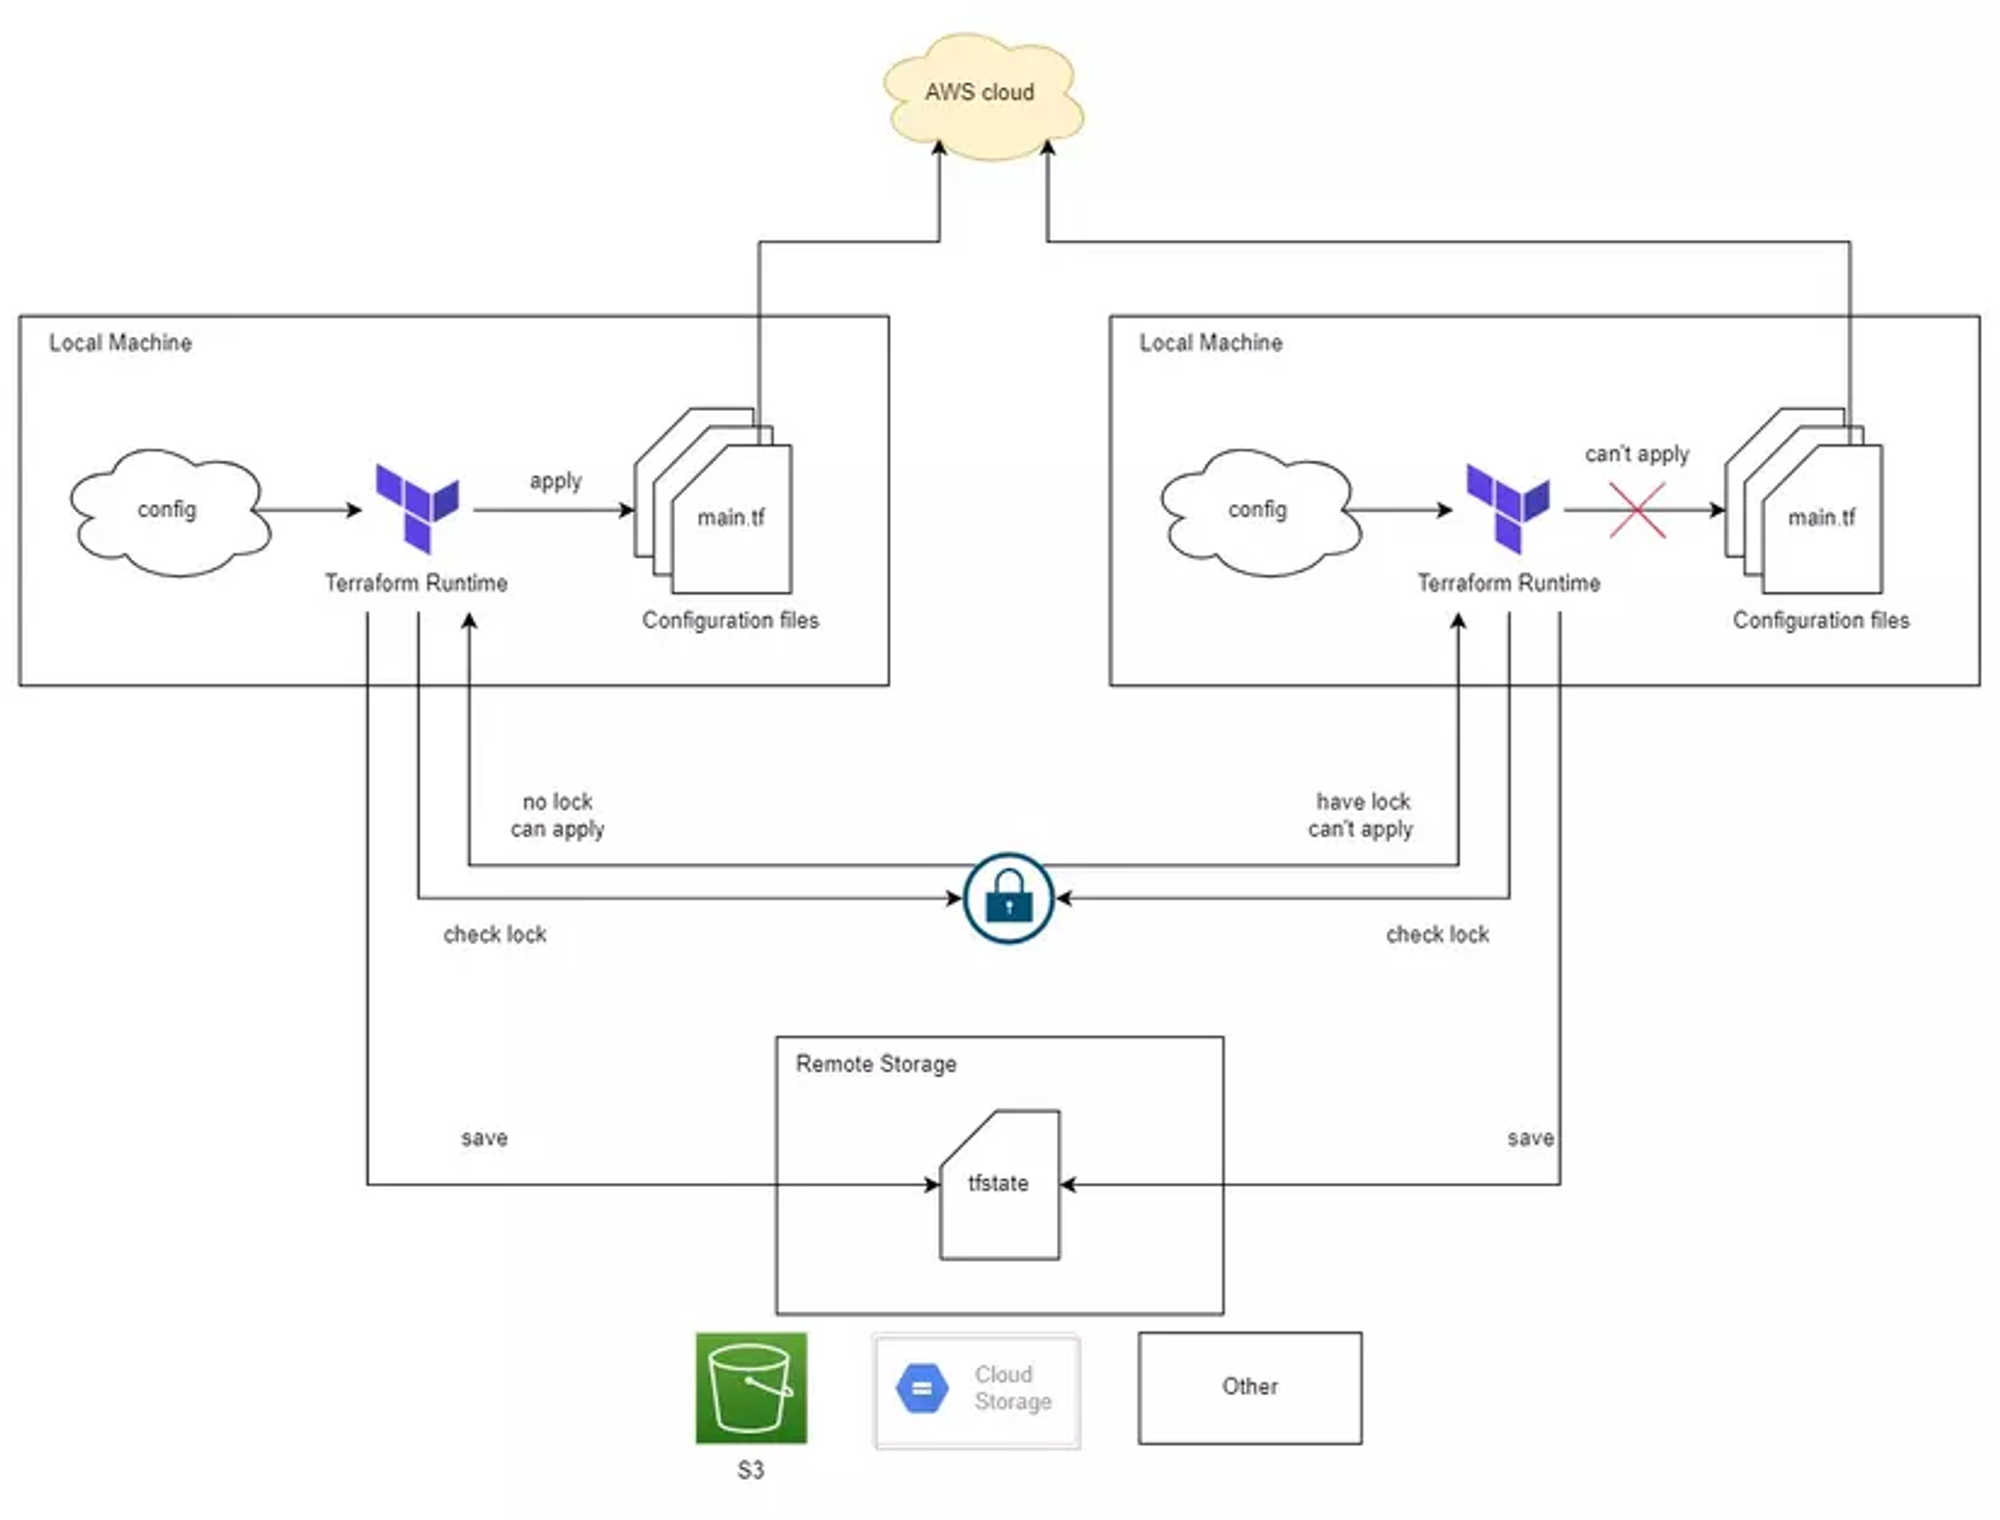 AWS cloud
Local Machine
config
Terraform Runtime
apply
main.tf
Configuration files
Local Machine
config
Terraform Runtime
can't apply
main.tf
Configuration files
no lock
can apply
have lock
can't apply
check lock
check lock
Remote Storage
save
tfstate
save
S3
Cloud
Storage
Other